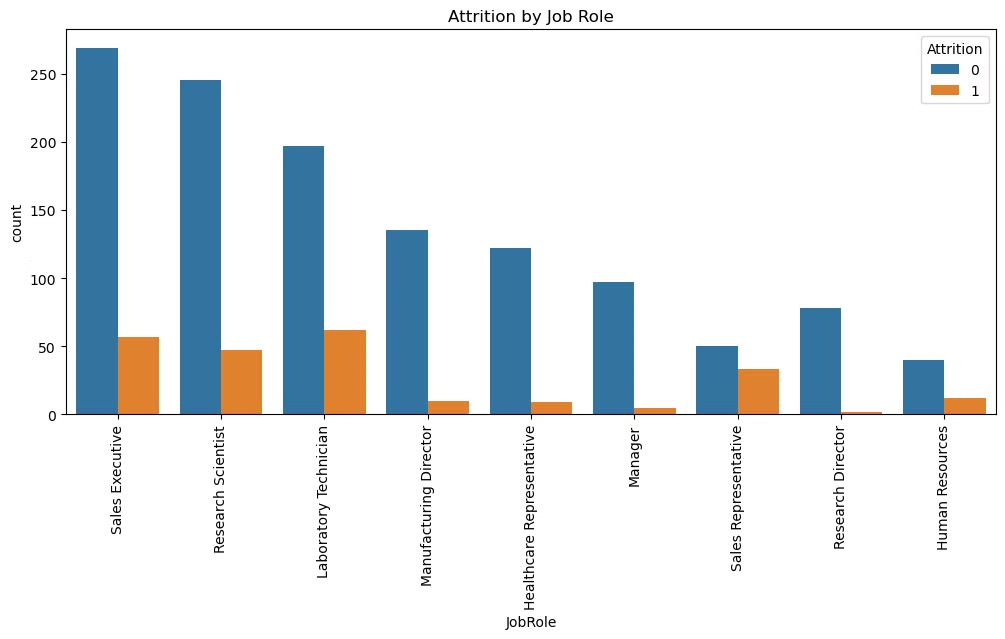 Attrition by Job Role
Attrition
0
1
count
250
200
150
100
50
0
Sales Executive
Research Scientist
Laboratory Technician
Manufacturing Director
Healthcare Representative
Manager
Sales Representative
Research Director
Human Resources
JobRole